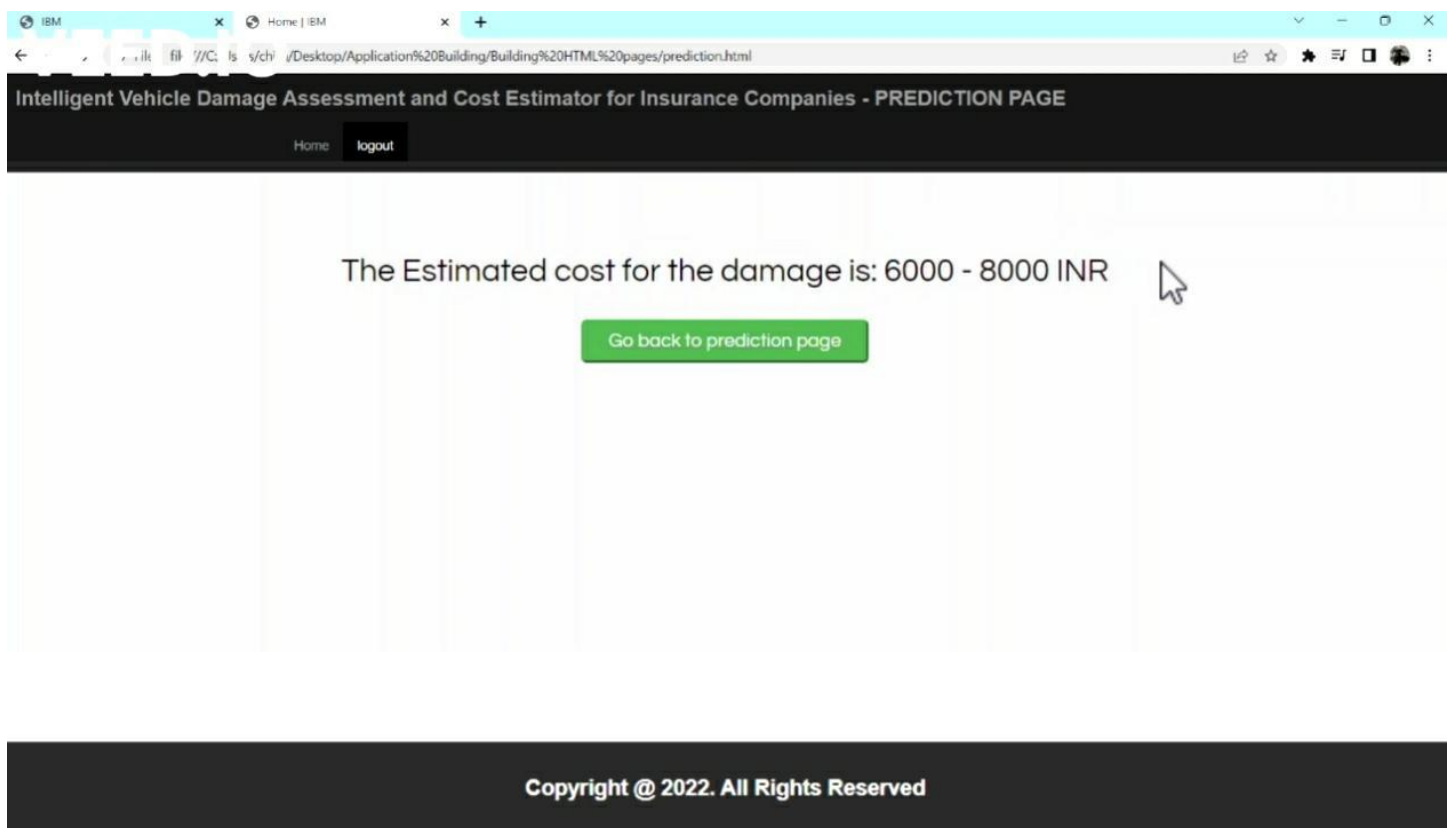 IBM
Home | IBM
/Desktop/Application%20Building/Building%20HTML%20pages/prediction.html
Intelligent Vehicle Damage Assessment and Cost Estimator for Insurance Companies - PREDICTION PAGE
Home logout
The Estimated cost for the damage is: 6000 - 8000 INR
Go back to prediction page
Copyright @ 2022. All Rights Reserved